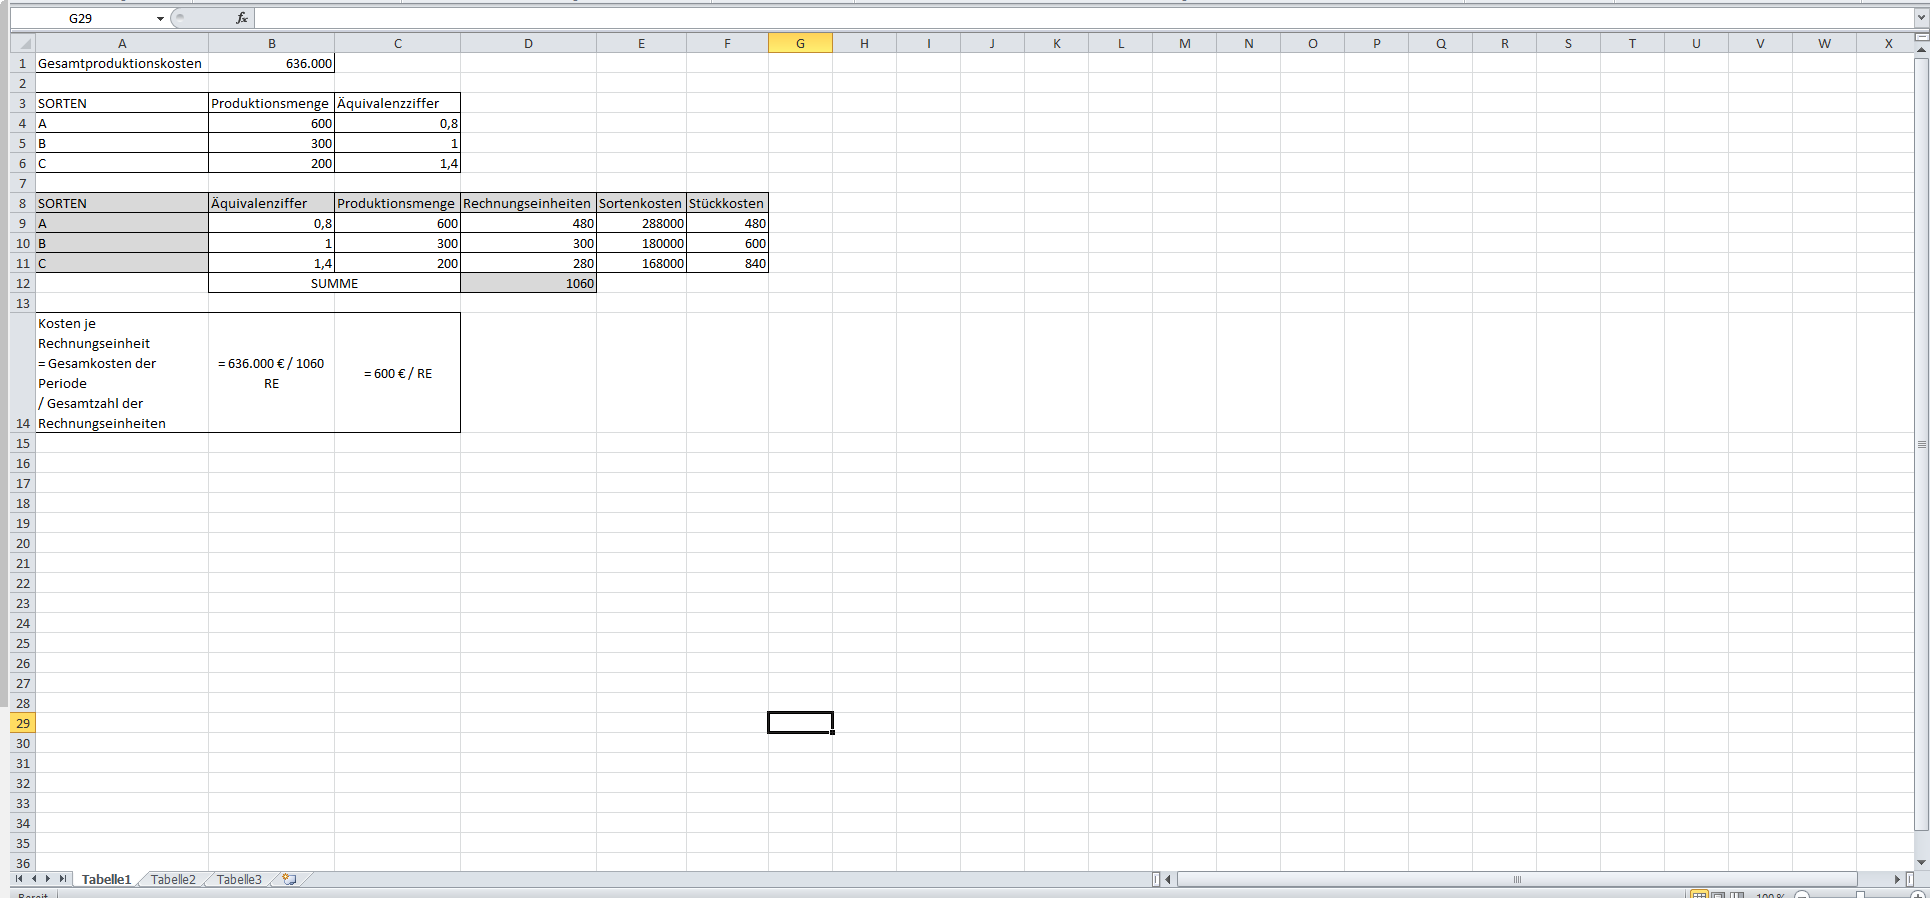 G29 fx
A B C D E F G H I J K L M N O P Q R S T U V W X
1 Gesamtproduktionskosten 636.000
2
3 SORTEN Produktionsmenge Äquivalenzziffer
4 A 600 0,8
5 B 300 1
6 C 200 1,4
7
8 SORTEN Äquivalenziffer Produktionsmenge Rechnungseinheiten Sortenkosten Stückkosten
9 A 0,8 600 480 288000 480
10 B 1 300 300 180000 600
11 C 1,4 200 280 168000 840
12 SUMME 1060
13
Kosten je
Rechnungseinheit
= Gesamkosten der
Periode
/ Gesamtzahl der
14 Rechnungseinheiten
= 636.000 € / 1060
RE
= 600 € / RE
15
16
17
18
19
20
21
22
23
24
25
26
27
28
29
30
31
32
33
34
35
36
Tabelle1 Tabelle2 Tabelle3
Bereit 100 %